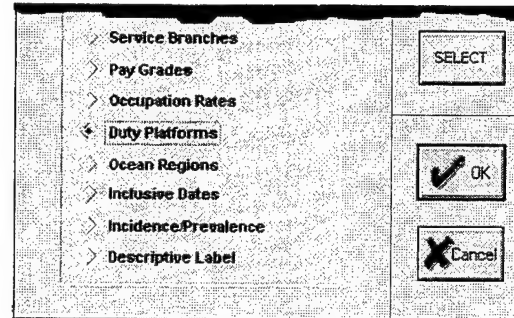 Service Branches
Pay Grades
Occupation Rates
Duty Platforms
Ocean Regions
Inclusive Dates
Incidence/Prevalence
Descriptive Label
SELECT
OK
Cancel